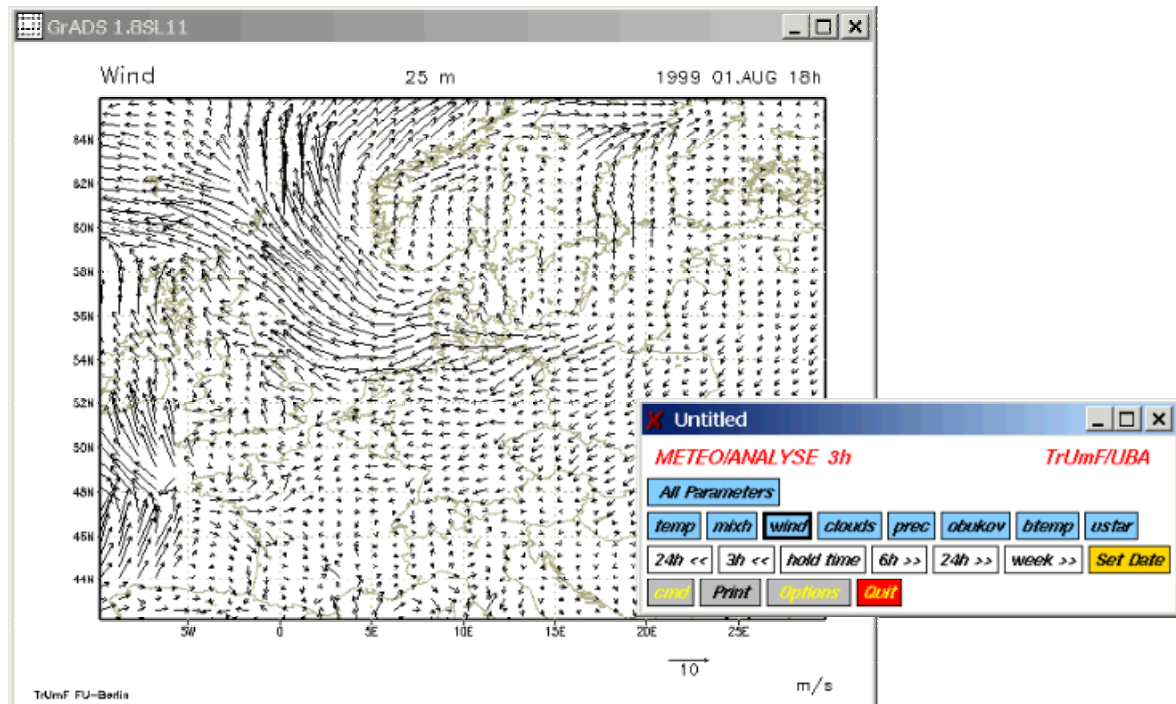 GrADS 1.8SL11
Wind 25 m 1999 01.AUG 18h
64N
62N
60N
58N
56N
54N
52N
50N
48N
46N
44N
5W 0 5E 10E 15E 20E 25E
10
m/s
TrUmF FU-Berlin
Untitled
METEO/ANALYSE 3h TrUmF/UBA
All Parameters
temp mixh wind clouds prec obukov btemp ustar
24h << 3h << hold time 6h >> 24h >> week >> Set Date
cmd Print Options Quit